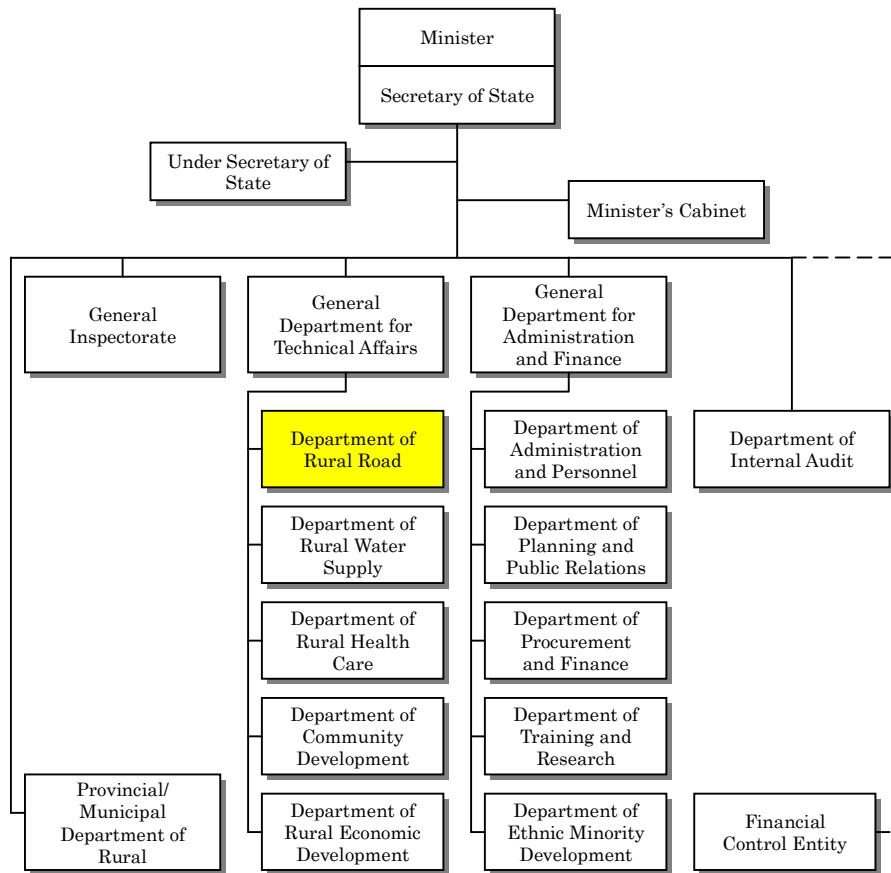 Minister
Secretary of State
Under Secretary of
State
Minister's Cabinet
General
Inspectorate
General
Department for
Technical Affairs
General
Department for
Administration
and Finance
Department of
Rural Road
Department of
Administration
and Personnel
Department of
Internal Audit
Department of
Rural Water
Supply
Department of
Planning and
Public Relations
Department of
Rural Health
Care
Department of
Procurement
and Finance
Department of
Community
Development
Department of
Training and
Research
Provincial/
Municipal
Department of
Rural
Department of
Rural Economic
Development
Department of
Ethnic Minority
Development
Financial
Control Entity